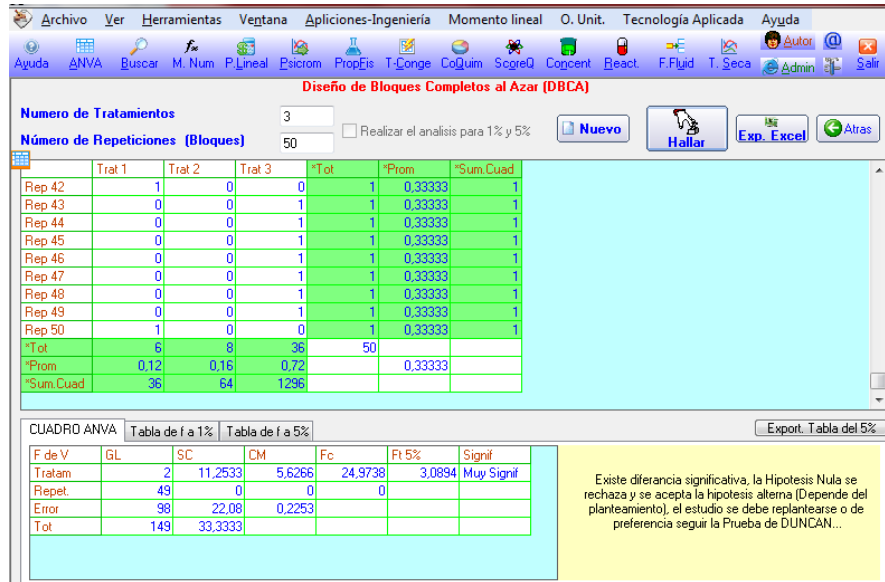 Archivo Ver Herramientas Ventana Apliciones-Ingeniería Momento lineal O. Unit. Tecnología Aplicada Ayuda
Ayuda ANVA Buscar M. Num P.Lineal Psicrom PropFis T-Conge CoQuim ScoreQ Concent React. F.Fluid T. Seca Autor Admin Salir
Diseño de Bloques Completos al Azar (DBCA)
Numero de Tratamientos 3
Número de Repeticiones (Bloques) 50
Realizar el analisis para 1% y 5%
Nuevo Hallar Exp. Excel Atras
Trat 1 Trat 2 Trat 3 *Tot *Prom *Sum.Cuad
Rep 42 1 0 0 1 0,33333 1
Rep 43 0 0 1 1 0,33333 1
Rep 44 0 0 1 1 0,33333 1
Rep 45 0 0 1 1 0,33333 1
Rep 46 0 0 1 1 0,33333 1
Rep 47 0 0 1 1 0,33333 1
Rep 48 0 0 1 1 0,33333 1
Rep 49 0 0 1 1 0,33333 1
Rep 50 1 0 0 1 0,33333 1
*Tot 6 8 36 50
*Prom 0,12 0,16 0,72 0,33333
*Sum.Cuad 36 64 1296
CUADRO ANVA Tabla de f a 1% Tabla de f a 5% Export. Tabla del 5%
F de V GL SC CM Fc Ft 5% Signif
Tratam 2 11,2533 5,6266 24,9738 3,0894 Muy Signif
Repet. 49 0 0 0
Error 98 22,08 0,2253
Tot 149 33,3333
Existe diferancia significativa, la Hipotesis Nula se
rechaza y se acepta la hipotesis alterna (Depende del
planteamiento), el estudio se debe replantearse o de
preferencia seguir la Prueba de DUNCAN...